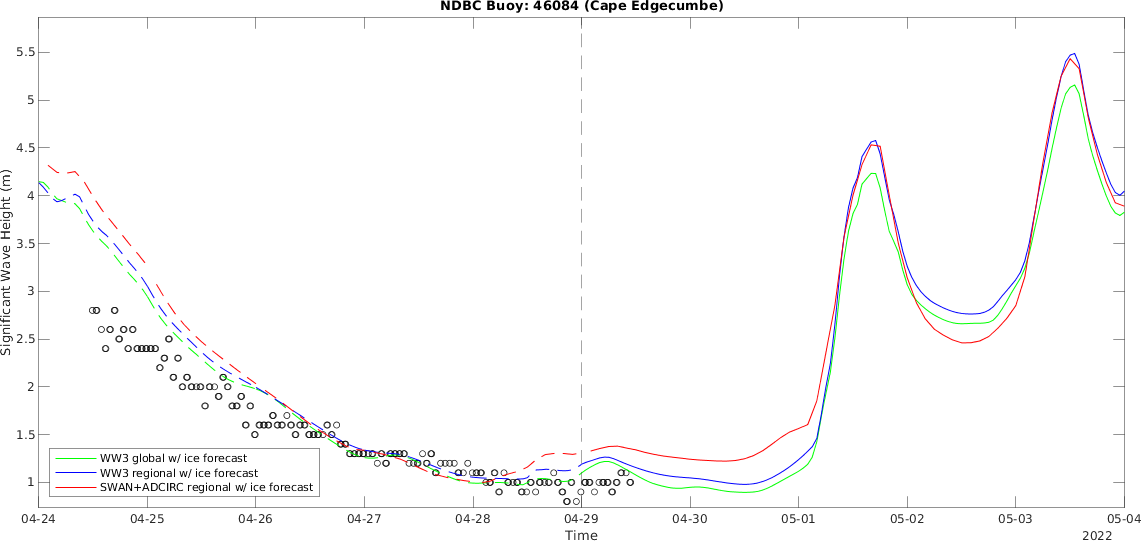 NDBC Buoy: 46084 (Cape Edgecumbe)
Significant Wave Height (m)
5.5
5
4.5
4
3.5
3
2.5
2
1.5
1
WW3 global w/ ice forecast
WW3 regional w/ ice forecast
SWAN+ADCIRC regional w/ ice forecast
04-24 04-25 04-26 04-27 04-28 04-29 04-30 05-01 05-02 05-03 05-04
Time
2022